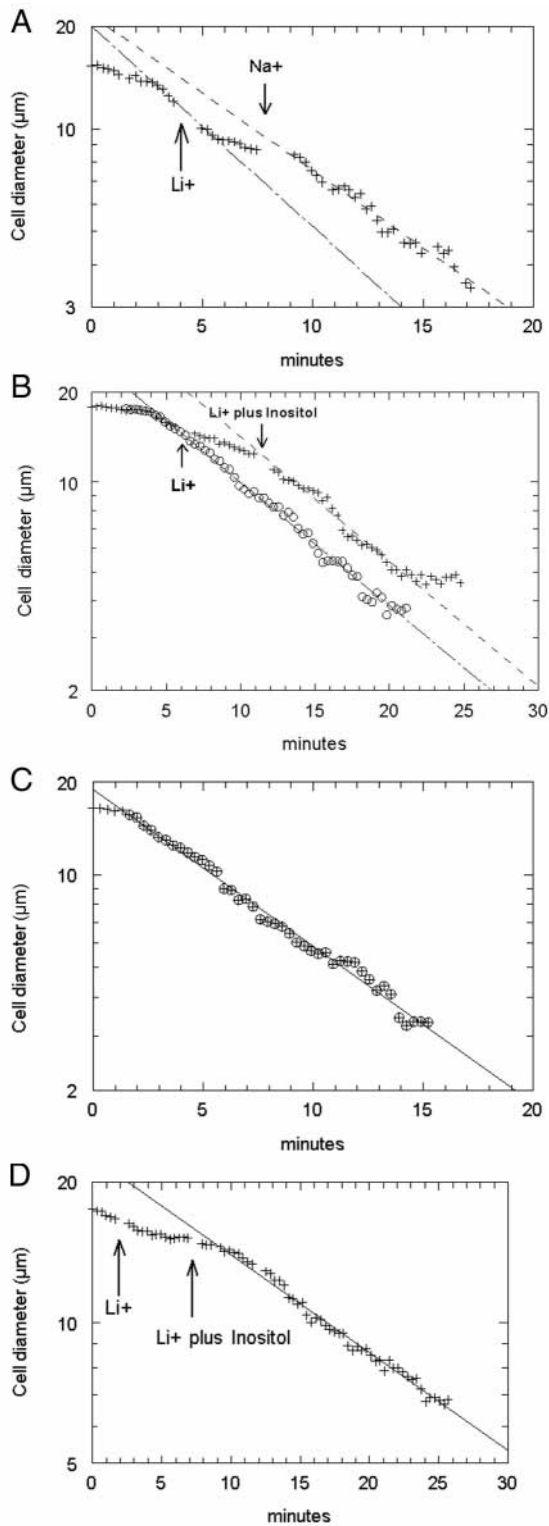 A
20
10
3
Cell diameter (μm)
Na+
Li+
0 5 10 15 20
minutes
B
20
10
2
Cell diameter (μm)
Li+ plus Inositol
Li+
0 5 10 15 20 25 30
minutes
C
20
10
2
Cell diameter (μm)
0 5 10 15 20
minutes
D
20
10
5
Cell diameter (μm)
Li+
Li+ plus Inositol
0 5 10 15 20 25 30
minutes